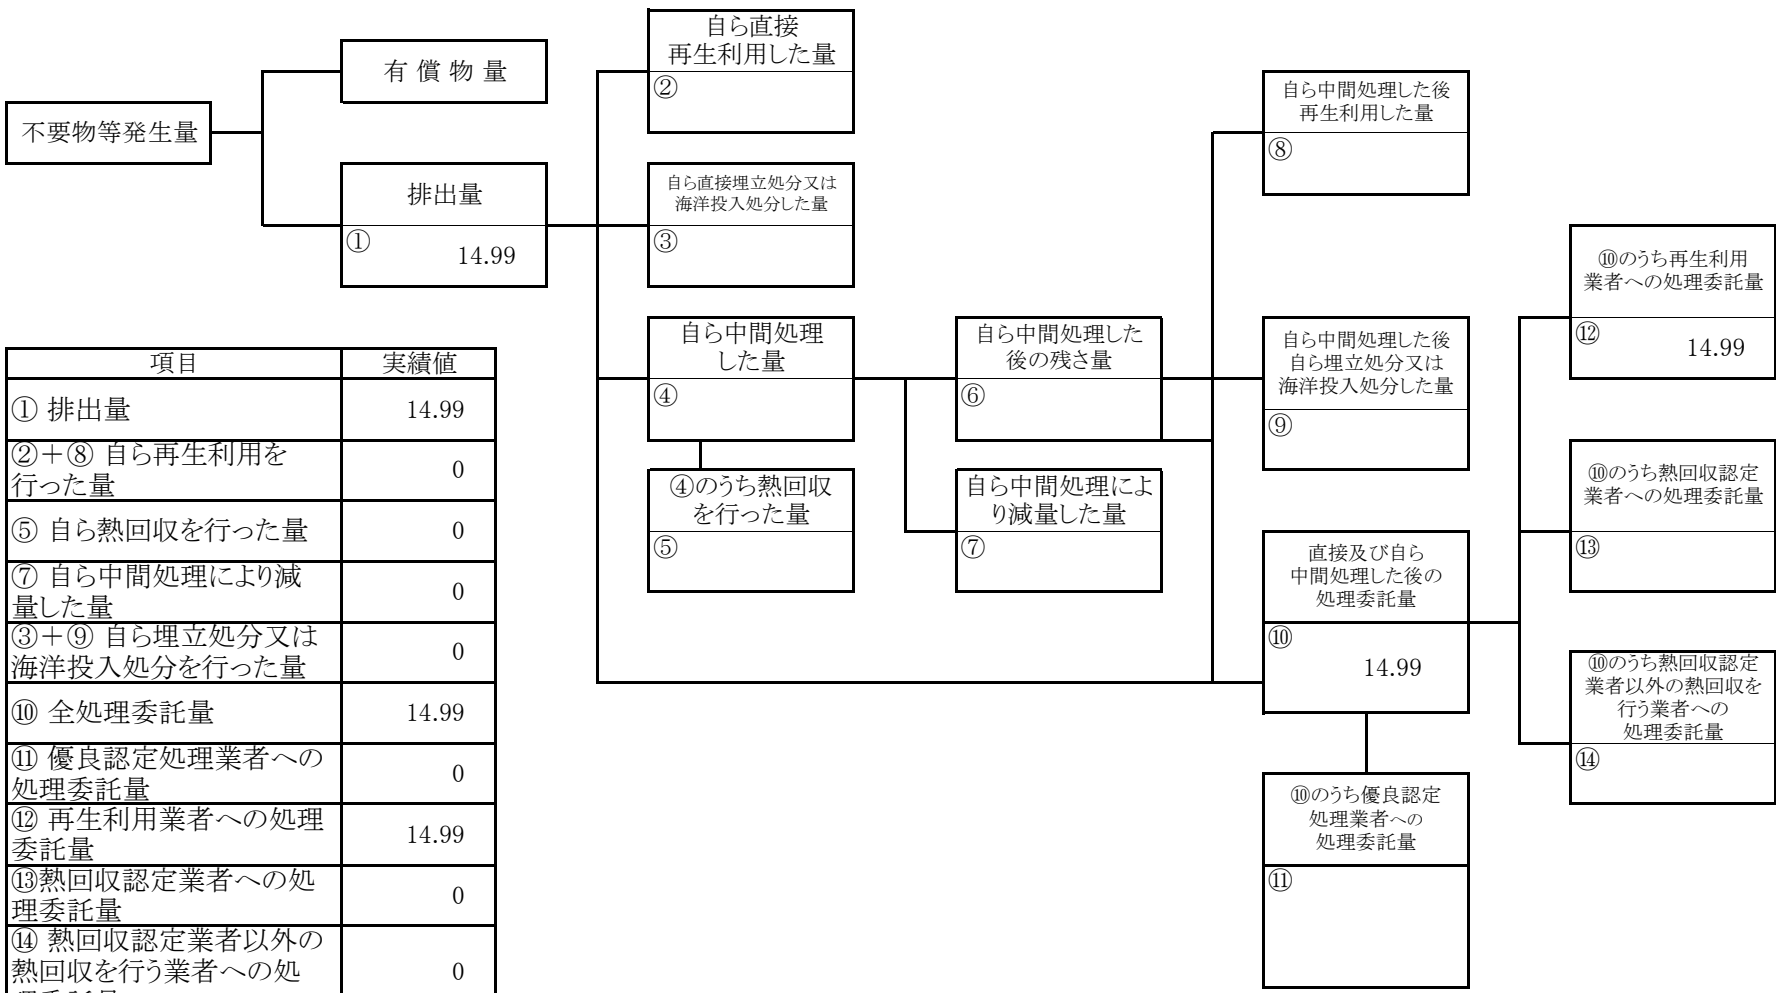 不要物等発生量
有 償 物 量
排出量
①
14.99
自ら直接
再生利用した量
②
自ら直接埋立処分又は
海洋投入処分した量
③
自ら中間処理
した量
④
④のうち熱回収
を行った量
⑤
自ら中間処理した
後の残さ量
⑥
自ら中間処理によ
り減量した量
⑦
自ら中間処理した後
再生利用した量
⑧
自ら中間処理した後
自ら埋立処分又は
海洋投入処分した量
⑨
直接及び自ら
中間処理した後の
処理委託量
⑩
14.99
⑩のうち優良認定
処理業者への
処理委託量
⑪
⑩のうち再生利用
業者への処理委託量
⑫
14.99
⑩のうち熱回収認定
業者への処理委託量
⑬
⑩のうち熱回収認定
業者以外の熱回収を
行う業者への
処理委託量
⑭
項目
実績値
① 排出量
14.99
②＋⑧ 自ら再生利用を
行った量
0
⑤ 自ら熱回収を行った量
0
⑦ 自ら中間処理により減
量した量
0
③＋⑨ 自ら埋立処分又は
海洋投入処分を行った量
0
⑩ 全処理委託量
14.99
⑪ 優良認定処理業者への
処理委託量
0
⑫ 再生利用業者への処理
委託量
14.99
⑬熱回収認定業者への処
理委託量
0
⑭ 熱回収認定業者以外の
熱回収を行う業者への処
0